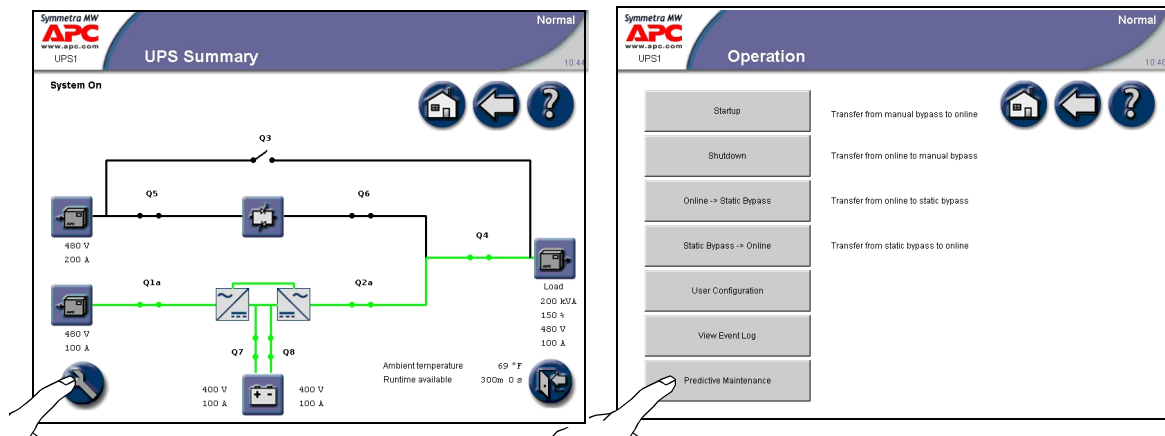 Symmetra MW
APC
www.apc.com
UPS1
UPS Summary
Normal
10:44
System On
Q3
Q5
Q6
480 V
200 A
Q4
Q1a
Q2a
Load
200 kVA
150 %
480 V
100 A
480 V
100 A
Q7
Q8
Ambient temperature 69 °F
Runtime available 300m 0 s
400 V
100 A
400 V
100 A
Symmetra MW
APC
www.apc.com
UPS1
Operation
Normal
10:46
Startup
Transfer from manual bypass to online
Shutdown
Transfer from online to manual bypass
Online -> Static Bypass
Transfer from online to static bypass
Static Bypass -> Online
Transfer from static bypass to online
User Configuration
View Event Log
Predictive Maintenance